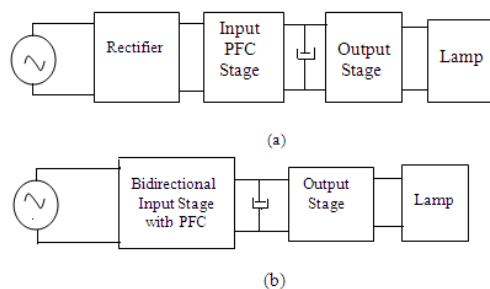 Rectifier
Input
PFC
Stage
Output
Stage
Lamp
(a)
Bidirectional
Input Stage
with PFC
Output
Stage
Lamp
(b)